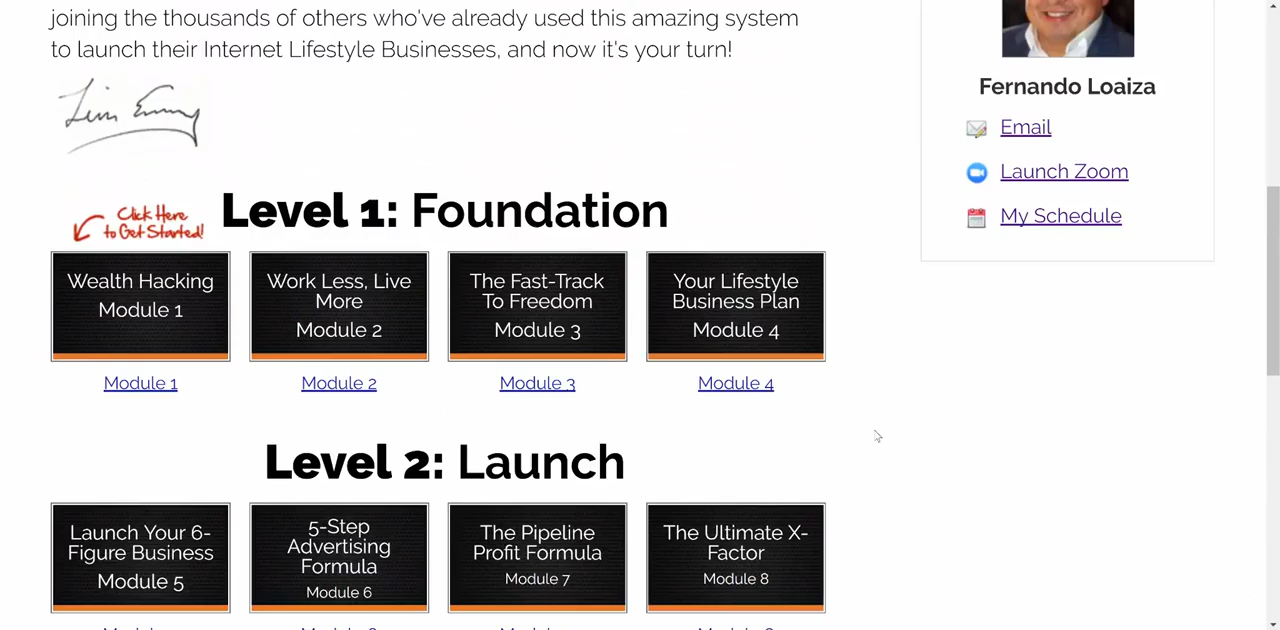 joining the thousands of others who've already used this amazing system
to launch their Internet Lifestyle Businesses, and now it's your turn!
Click Here
to Get Started!
Level 1: Foundation
Wealth Hacking
Module 1
Work Less, Live
More
Module 2
The Fast-Track
To Freedom
Module 3
Your Lifestyle
Business Plan
Module 4
Module 1
Module 2
Module 3
Module 4
Level 2: Launch
Launch Your 6-
Figure Business
Module 5
5-Step
Advertising
Formula
Module 6
The Pipeline
Profit Formula
Module 7
The Ultimate X-
Factor
Module 8
Fernando Loaiza
Email
Launch Zoom
My Schedule